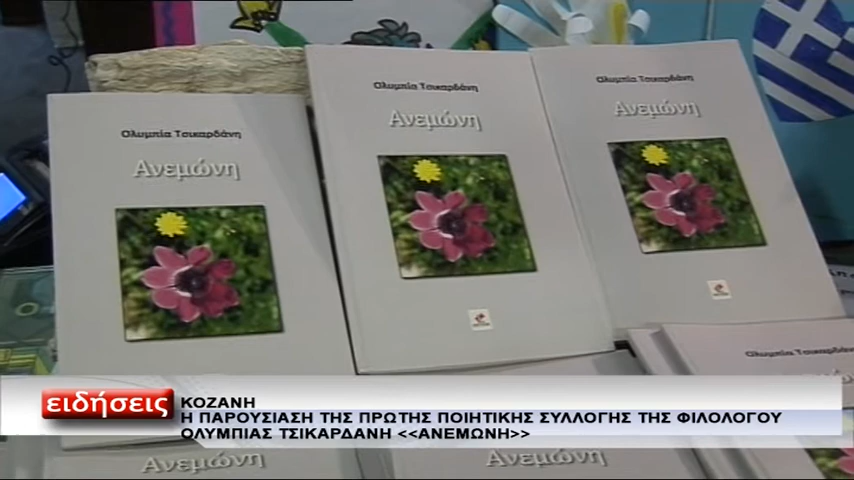 Ολυμπία Τσικαρδάνη
Ανεμώνη
Ολυμπία Τσικαρδάνη
Ανεμώνη
Ολυμπία Τσικαρδάνη
Ανεμώνη
Ολυμπία Τσικαρδάνη
ειδήσεις
ΚΟΖΑΝΗ
Η ΠΑΡΟΥΣΙΑΣΗ ΤΗΣ ΠΡΩΤΗΣ ΠΟΙΗΤΙΚΗΣ ΣΥΛΛΟΓΗΣ ΤΗΣ ΦΙΛΟΛΟΓΟΥ
ΟΛΥΜΠΙΑΣ ΤΣΙΚΑΡΔΑΝΗ <<ΑΝΕΜΩΝΗ>>
Ανεμώνη
Ανεμώνη